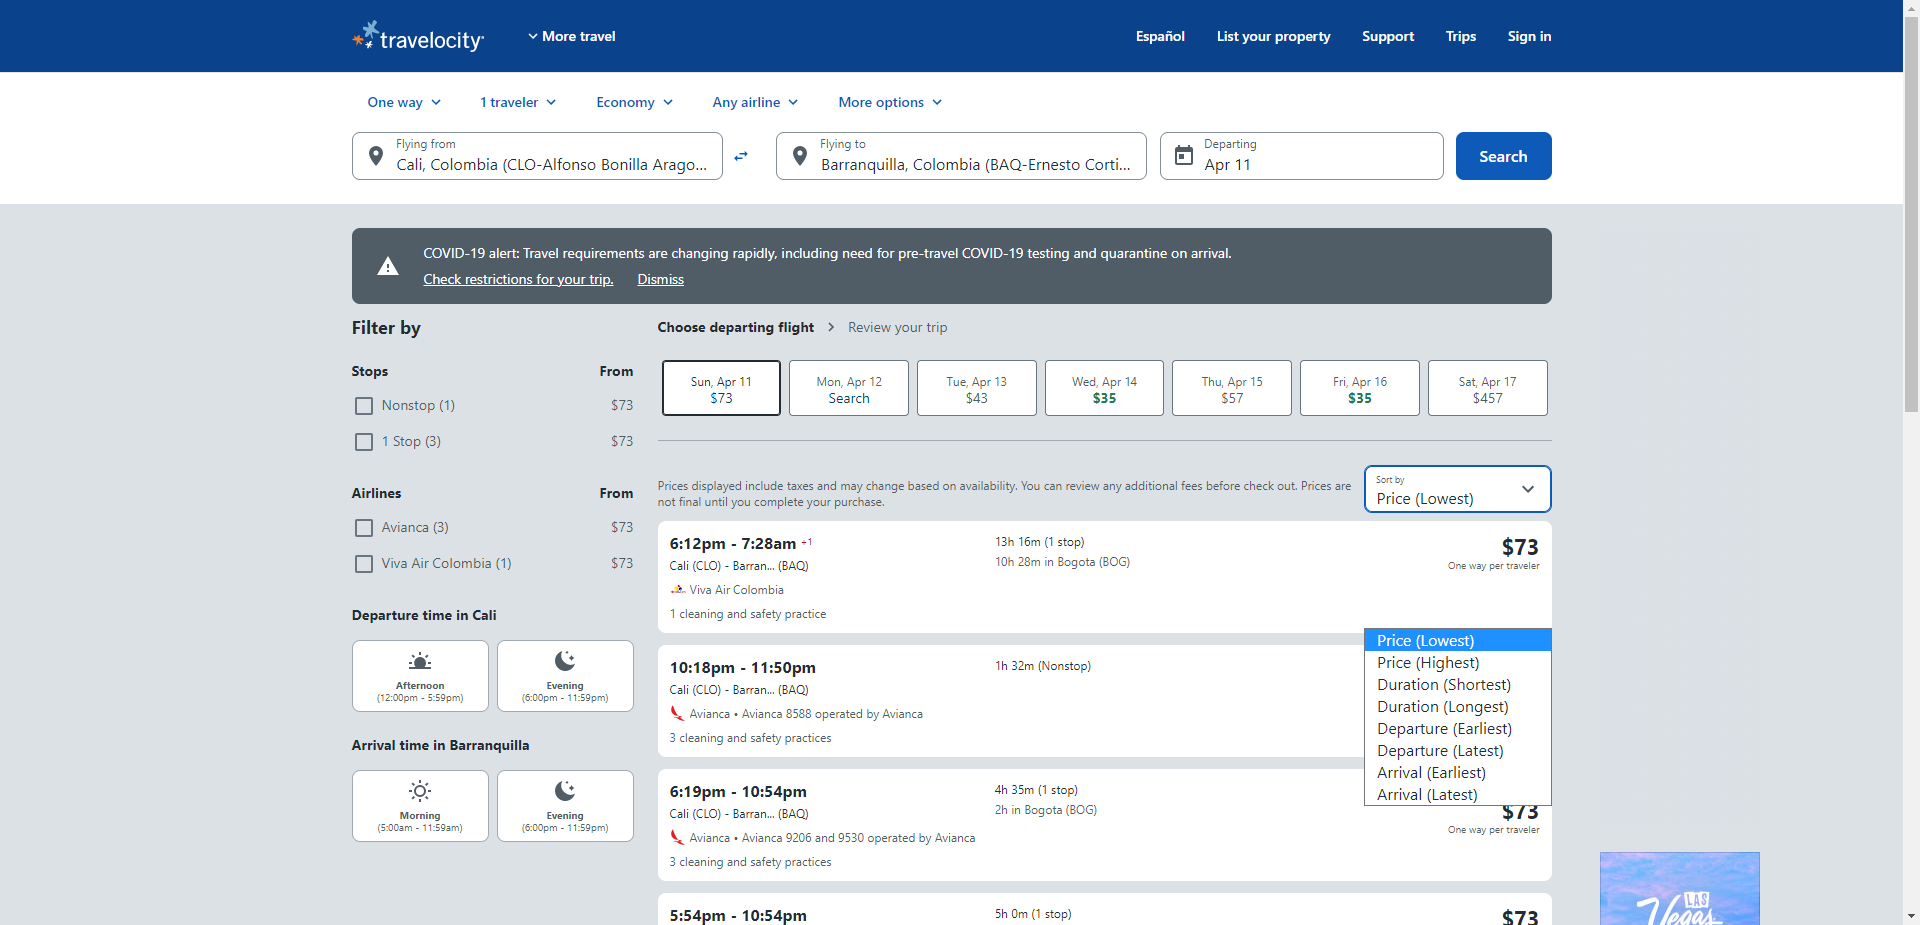 travelocity
More travel
Español
List your property
Support
Trips
Sign in
One way
1 traveler
Economy
Any airline
More options
Flying from
Cali, Colombia (CLO-Alfonso Bonilla Arago...
Flying to
Barranquilla, Colombia (BAQ-Ernesto Corti...
Departing
Apr 11
Search
COVID-19 alert: Travel requirements are changing rapidly, including need for pre-travel COVID-19 testing and quarantine on arrival.
Check restrictions for your trip.
Dismiss
Filter by
Stops
From
Nonstop (1)
$73
1 Stop (3)
$73
Airlines
From
Avianca (3)
$73
Viva Air Colombia (1)
$73
Departure time in Cali
Afternoon
(12:00pm - 5:59pm)
Evening
(6:00pm - 11:59pm)
Arrival time in Barranquilla
Morning
(5:00am - 11:59am)
Evening
(6:00pm - 11:59pm)
Choose departing flight
Review your trip
Sun, Apr 11
$73
Mon, Apr 12
Search
Tue, Apr 13
$43
Wed, Apr 14
$35
Thu, Apr 15
$57
Fri, Apr 16
$35
Sat, Apr 17
$457
Prices displayed include taxes and may change based on availability. You can review any additional fees before check out. Prices are
not final until you complete your purchase.
Sort by
Price (Lowest)
6:12pm - 7:28am +1
Cali (CLO) - Barran... (BAQ)
Viva Air Colombia
1 cleaning and safety practice
13h 16m (1 stop)
10h 28m in Bogota (BOG)
$73
One way per traveler
10:18pm - 11:50pm
Cali (CLO) - Barran... (BAQ)
Avianca • Avianca 8588 operated by Avianca
3 cleaning and safety practices
1h 32m (Nonstop)
Price (Lowest)
Price (Highest)
Duration (Shortest)
Duration (Longest)
Departure (Earliest)
Departure (Latest)
Arrival (Earliest)
Arrival (Latest)
6:19pm - 10:54pm
Cali (CLO) - Barran... (BAQ)
Avianca • Avianca 9206 and 9530 operated by Avianca
3 cleaning and safety practices
4h 35m (1 stop)
2h in Bogota (BOG)
$73
One way per traveler
5:54pm - 10:54pm
5h 0m (1 stop)
$73
LAS
Vegas